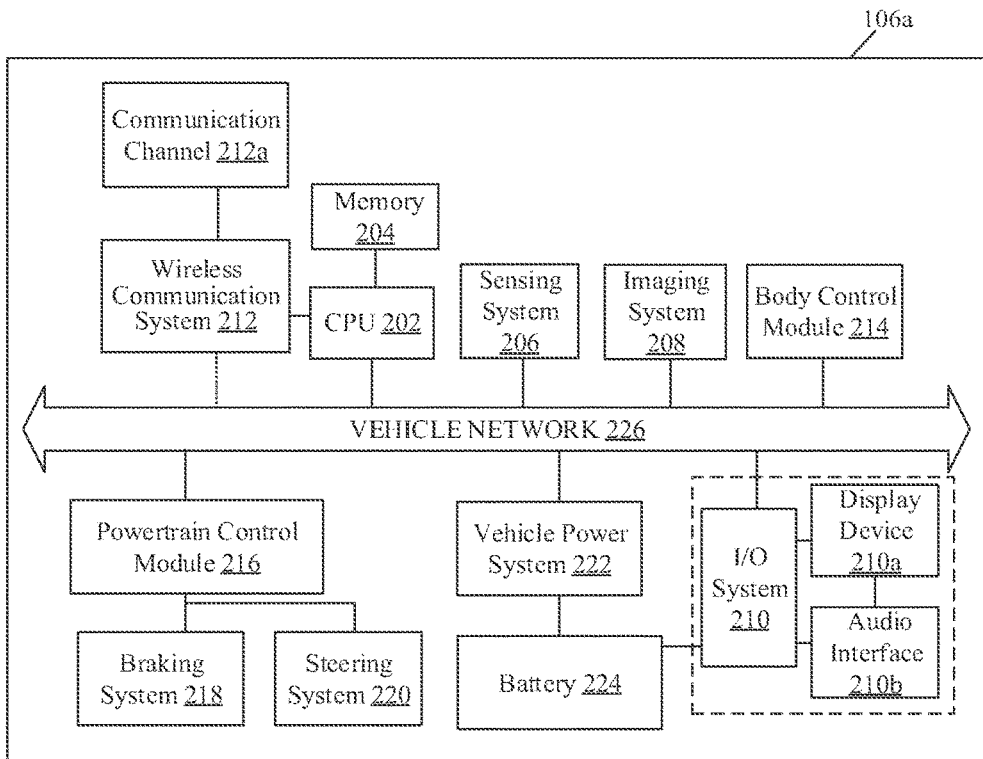 106a
Communication
Channel 212a
Memory
204
Wireless
Communication
System 212
CPU 202
Sensing
System
206
Imaging
System
208
Body Control
Module 214
VEHICLE NETWORK 226
Powertrain Control
Module 216
Vehicle Power
System 222
I/O
System
210
Display
Device
210a
Braking
System 218
Steering
System 220
Battery 224
Audio
Interface
210b